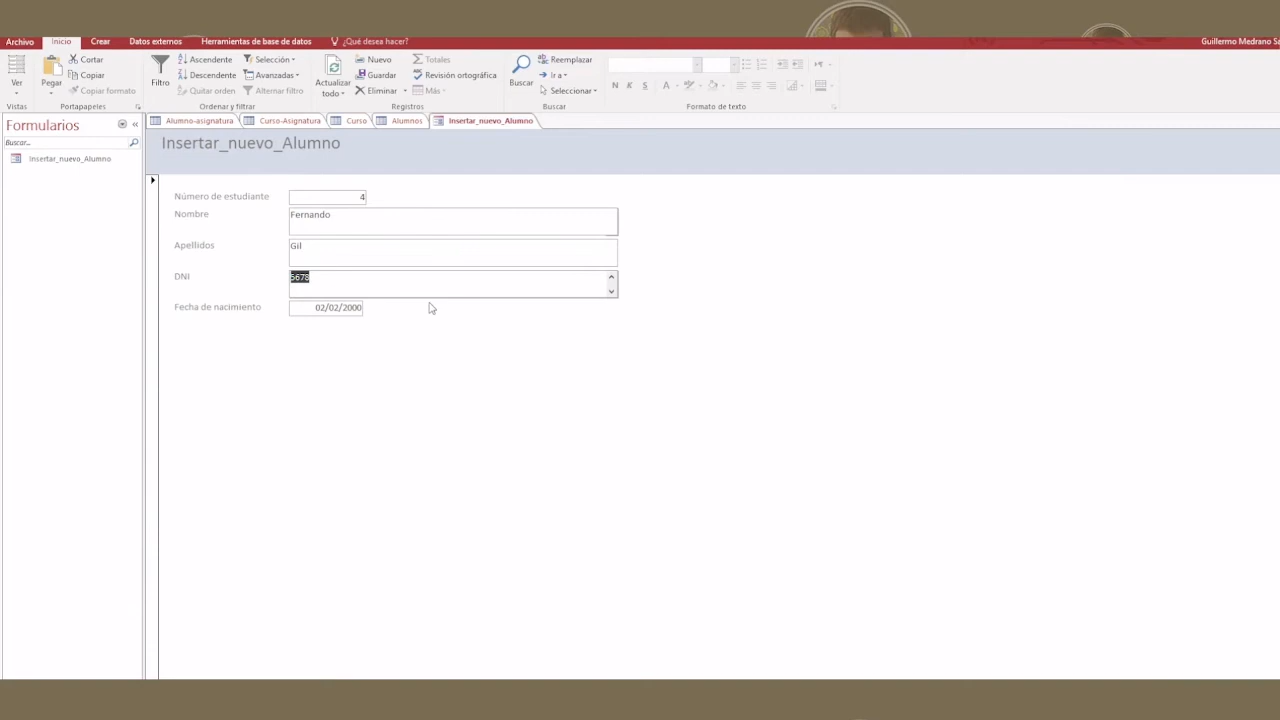 Archivo Inicio Crear Datos externos Herramientas de base de datos ¿Qué desea hacer? Guillermo Medrano Sa
Ver
Vistas
Pegar
Cortar
Copiar
Copiar formato
Portapapeles
Filtro
Ascendente
Descendente
Quitar orden
Selección
Avanzadas
Alternar filtro
Ordenar y filtrar
Actualizar
todo
Nuevo
Guardar
Eliminar
Totales
Revisión ortográfica
Más
Registros
Buscar
Reemplazar
Ir a
Seleccionar
Buscar
N K S A
Formato de texto
Formularios
Buscar...
Insertar_nuevo_Alumno
Alumno-asignatura Curso-Asignatura Curso Alumnos Insertar_nuevo_Alumno
Insertar_nuevo_Alumno
Número de estudiante 4
Nombre Fernando
Apellidos Gil
DNI 5678
Fecha de nacimiento 02/02/2000